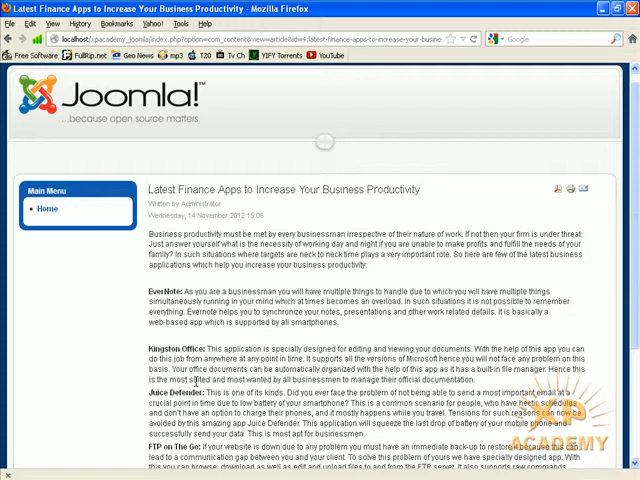 Latest Finance Apps to Increase Your Business Productivity - Mozilla Firefox
File Edit View History Bookmarks Yahoo! Tools Help
localhost/xpacademy_joomla/index.php?option=com_content&view=article&id=4:latest-finance-apps-to-increase-your-busine
Google
Free Software FullRip.net Geo News mp3 T20 Tv Channel YIFY Torrents YouTube
Joomla!™
...because open source matters
Main Menu
Home
Latest Finance Apps to Increase Your Business Productivity
Written by Administrator
Wednesday, 14 November 2012 15:06
Business productivity must be met by every businessman irrespective of their nature of work. If not then your firm is under threat.
Just answer yourself what is the necessity of working day and night if you are unable to make profits and fulfill the needs of your
family? In such situations where targets are neck to neck time plays a very important role. So here are few of the latest business
applications which help you increase your business productivity:
EverNote: As you are a businessman you will have multiple things to handle due to which you will have multiple things
simultaneously running in your mind which at times becomes an overload. In such situations it is not possible to remember
everything. Evernote helps you to synchronize your notes, presentations and other work related details. It is basically a
web-based app which is supported by all smartphones.
Kingston Office: This application is specially designed for editing and viewing your documents. With the help of this app you can
do this job from anywhere at any point in time. It supports all the versions of Microsoft hence you will not face any problem on this
basis. Your office documents can be automatically organized with the help of this app as it has a built-in file manager. Hence this
is the most suited and most wanted by all businessmen to manage their official documentation.
Juice Defender: This is one of its kinds. Did you ever face the problem of not being able to send a most important email at a
crucial point in time due to low battery of your smartphone? This is a common scenario for people, who have hectic schedules
and don't have an option to charge their phones, and it mostly happens while you travel. Tensions for such reasons can now be
avoided by this amazing app Juice Defender. This application will squeeze the last drop of battery of your mobile phone and
successfully send your data. This is most apt for businessmen.
FTP on The Go: If your website is down due to any problem you must have an immediate back-up to restore it because this can
lead to a communication gap between you and your client. To solve this problem of yours we have specially designed app. With
this you can browse, download as well as edit and upload files to and from the FTP server. It also supports raw commands
XP
ACADEMY